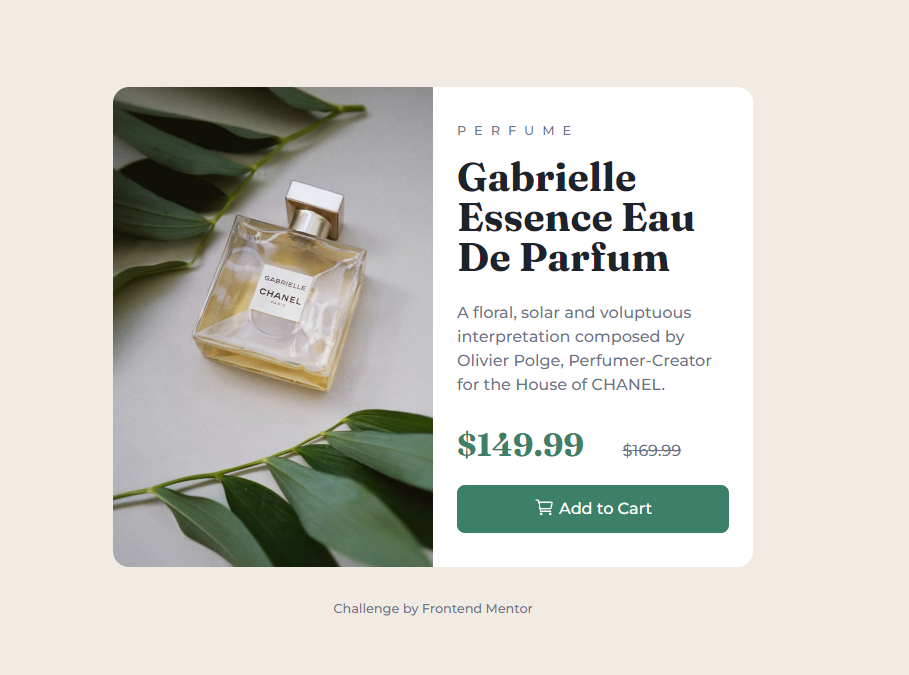 GABRIELLE
CHANEL
PARIS
PERFUME
Gabrielle
Essence Eau
De Parfum
A floral, solar and voluptuous
interpretation composed by
Olivier Polge, Perfumer-Creator
for the House of CHANEL.
$149.99 $169.99
Add to Cart
Challenge by Frontend Mentor